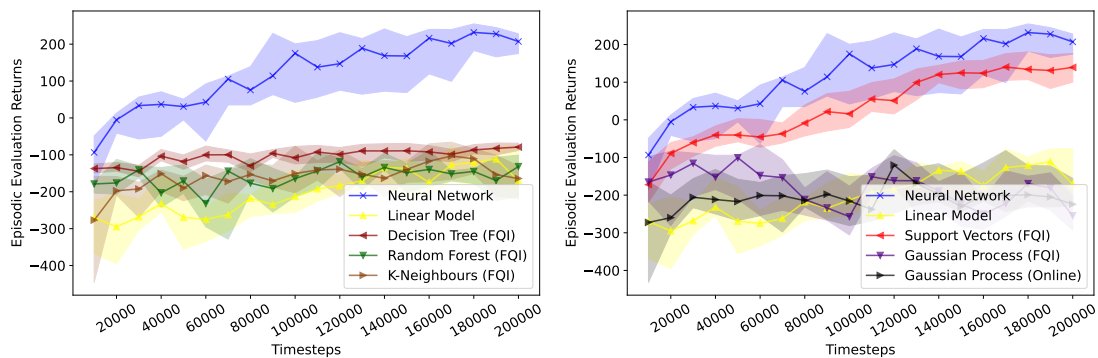 Episodic Evaluation Returns
200
100
0
−100
−200
−300
−400
Neural Network
Linear Model
Decision Tree (FQI)
Random Forest (FQI)
K-Neighbours (FQI)
20000
40000
60000
80000
100000
120000
140000
160000
180000
200000
Timesteps
Episodic Evaluation Returns
200
100
0
−100
−200
−300
−400
Neural Network
Linear Model
Support Vectors (FQI)
Gaussian Process (FQI)
Gaussian Process (Online)
20000
40000
60000
80000
100000
120000
140000
160000
180000
200000
Timesteps